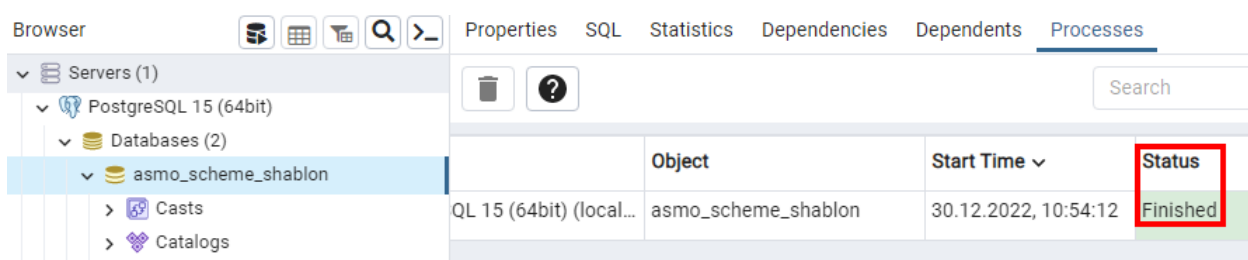 Browser
Properties SQL Statistics Dependencies Dependents Processes
Servers (1)
Search
PostgreSQL 15 (64bit)
Databases (2)
Object Start Time Status
asmo_scheme_shablon
QL 15 (64bit) (local... asmo_scheme_shablon 30.12.2022, 10:54:12 Finished
Casts
Catalogs